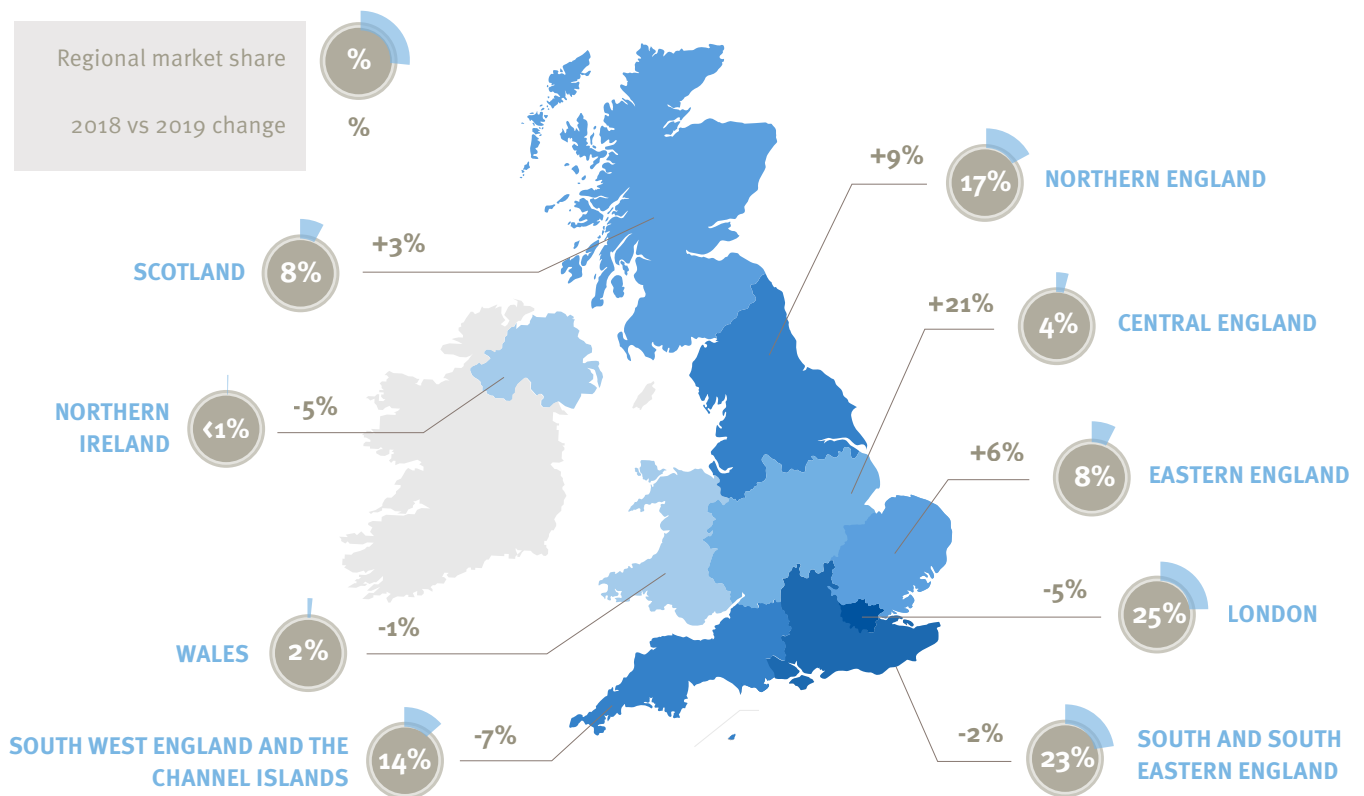 Regional market share
%
2018 vs 2019 change
%
+9%
17%
NORTHERN ENGLAND
+3%
SCOTLAND
8%
+21%
4%
CENTRAL ENGLAND
NORTHERN
IRELAND
<1%
-5%
+6%
8%
EASTERN ENGLAND
-5%
25%
LONDON
WALES
2%
-1%
SOUTH WEST ENGLAND AND THE
CHANNEL ISLANDS
14%
-7%
-2%
23%
SOUTH AND SOUTH
EASTERN ENGLAND